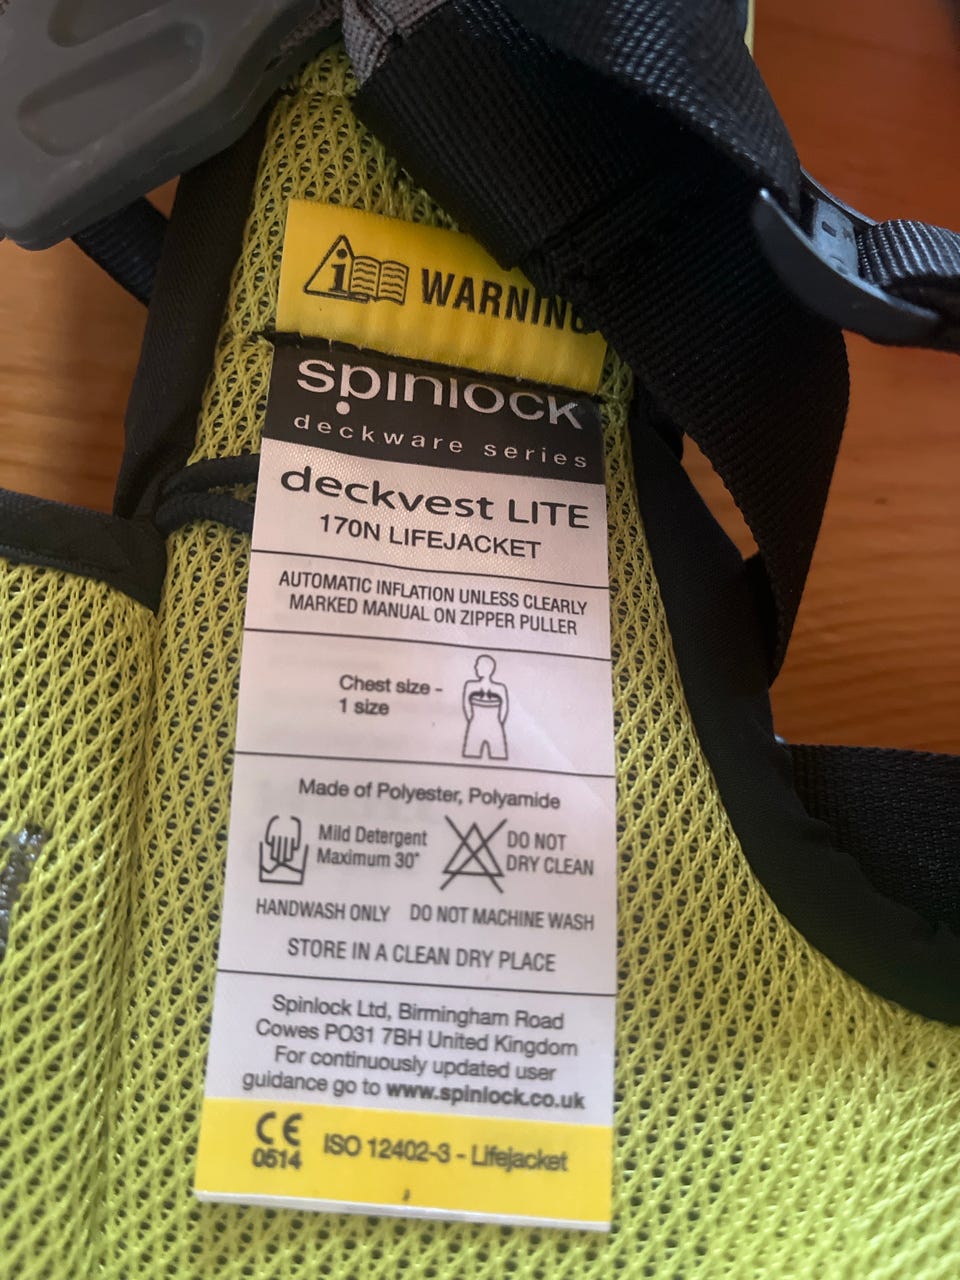 WARNING
spinlock
deckware series
deckvest LITE
170N LIFEJACKET
AUTOMATIC INFLATION UNLESS CLEARLY
MARKED MANUAL ON ZIPPER PULLER
Chest size -
1 size
Made of Polyester, Polyamide
Mild Detergent
Maximum 30°
DO NOT
DRY CLEAN
HANDWASH ONLY DO NOT MACHINE WASH
STORE IN A CLEAN DRY PLACE
Spinlock Ltd, Birmingham Road
Cowes PO31 7BH United Kingdom
For continuously updated user
guidance go to www.spinlock.co.uk
CE
0514
ISO 12402-3 - Lifejacket